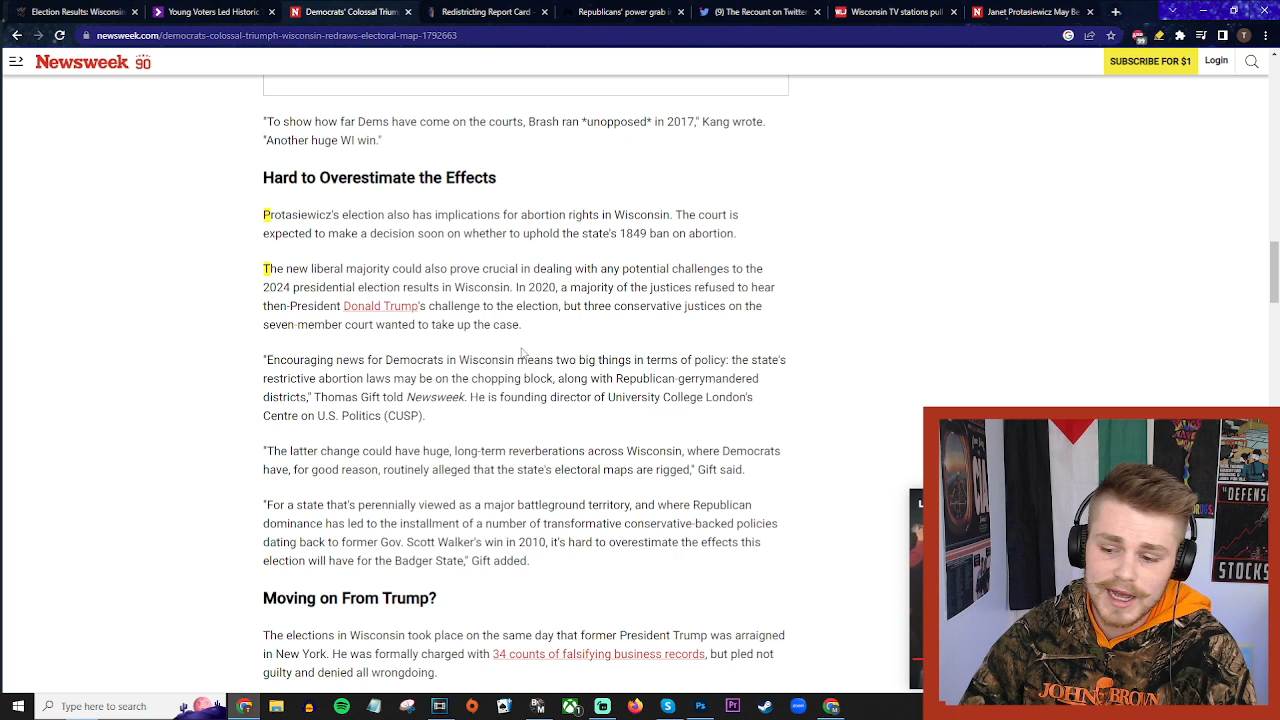 Election Results: Wisconsin
Young Voters Led Historic
Democrats' Colossal Triumph
Redistricting Report Card -
Republicans' power grab in
(9) The Recount on Twitter
Wisconsin TV stations pull
Janet Protasiewicz May Be
newsweek.com/democrats-colossal-triumph-wisconsin-redraws-electoral-map-1792663
99
T
Newsweek 90
SUBSCRIBE FOR $1
Login
"To show how far Dems have come on the courts, Brash ran *unopposed* in 2017," Kang wrote.
"Another huge WI win."
Hard to Overestimate the Effects
Protasiewicz's election also has implications for abortion rights in Wisconsin. The court is
expected to make a decision soon on whether to uphold the state's 1849 ban on abortion.
The new liberal majority could also prove crucial in dealing with any potential challenges to the
2024 presidential election results in Wisconsin. In 2020, a majority of the justices refused to hear
then-President Donald Trump's challenge to the election, but three conservative justices on the
seven-member court wanted to take up the case.
"Encouraging news for Democrats in Wisconsin means two big things in terms of policy: the state's
restrictive abortion laws may be on the chopping block, along with Republican-gerrymandered
districts," Thomas Gift told Newsweek. He is founding director of University College London's
Centre on U.S. Politics (CUSP).
"The latter change could have huge, long-term reverberations across Wisconsin, where Democrats
have, for good reason, routinely alleged that the state's electoral maps are rigged," Gift said.
"For a state that's perennially viewed as a major battleground territory, and where Republican
dominance has led to the installment of a number of transformative conservative-backed policies
dating back to former Gov. Scott Walker's win in 2010, it's hard to overestimate the effects this
election will have for the Badger State," Gift added.
Moving on From Trump?
The elections in Wisconsin took place on the same day that former President Trump was arraigned
in New York. He was formally charged with 34 counts of falsifying business records, but pled not
guilty and denied all wrongdoing.
CIA
"DEFENS
STOCKS
JOHN BROWN
Type here to search